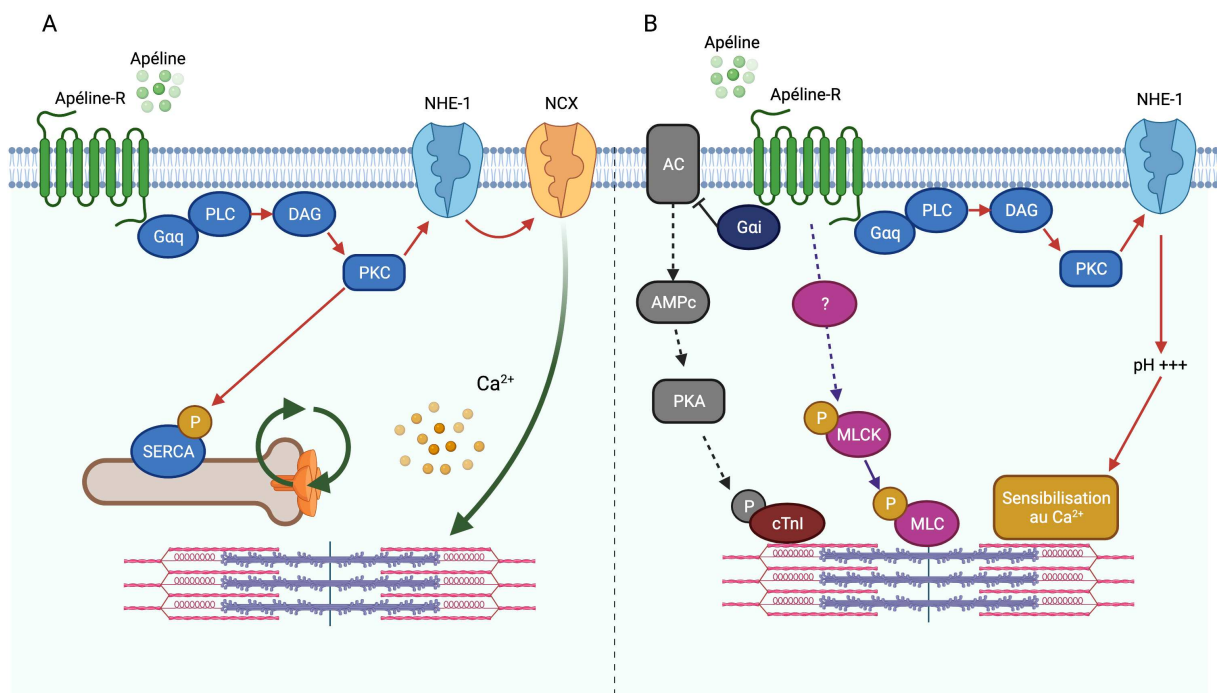 A
Apéline
Apéline-R
NHE-1
NCX
PLC
DAG
Gαq
PKC
Ca²⁺
P
SERCA
B
Apéline
Apéline-R
NHE-1
AC
PLC
DAG
Gαi
Gαq
PKC
AMPc
?
pH +++
PKA
P
MLCK
P
cTnI
P
MLC
Sensibilisation
au Ca²⁺